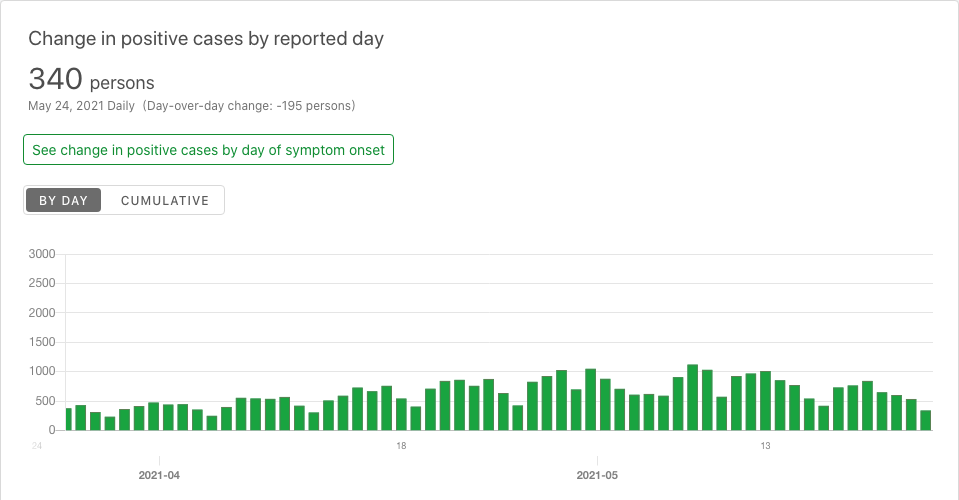 Change in positive cases by reported day
340 persons
May 24, 2021 Daily (Day-over-day change: -195 persons)
See change in positive cases by day of symptom onset
BY DAY CUMULATIVE
3000
2500
2000
1500
1000
500
0
24 18 13
2021-04 2021-05